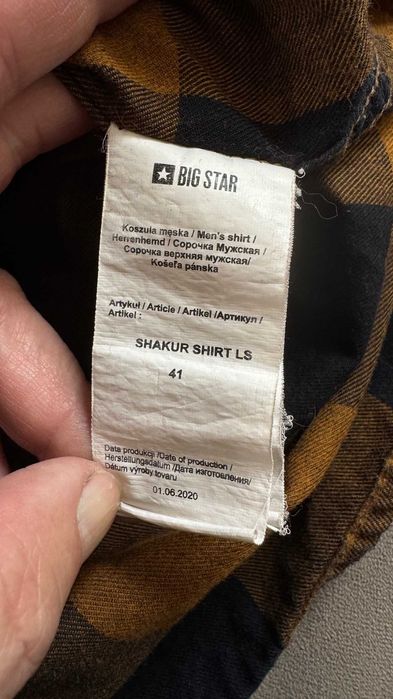 BIG STAR
Koszula męska / Men's shirt /
Herrenhemd / Сорочка Мужская /
Сорочка верхняя мужская/
Košeľa pánska
Artykuł / Article / Artikel /Артикул /
Artikel :
SHAKUR SHIRT LS
41
Data produkcji /Date of production /
Herstellungsdatum /Дата изготовления/
Dátum výroby tovaru
01.06.2020